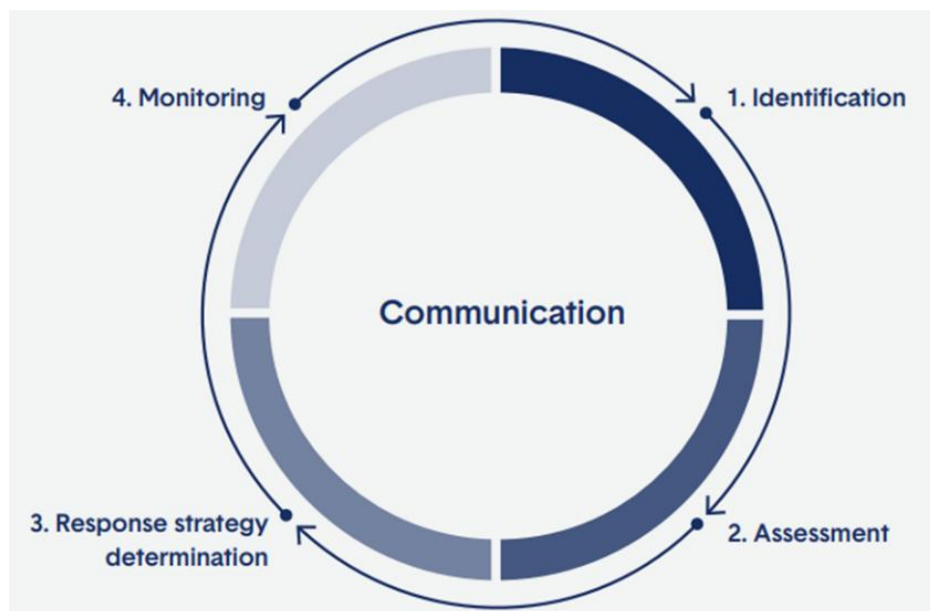 4. Monitoring
1. Identification
Communication
3. Response strategy
determination
2. Assessment